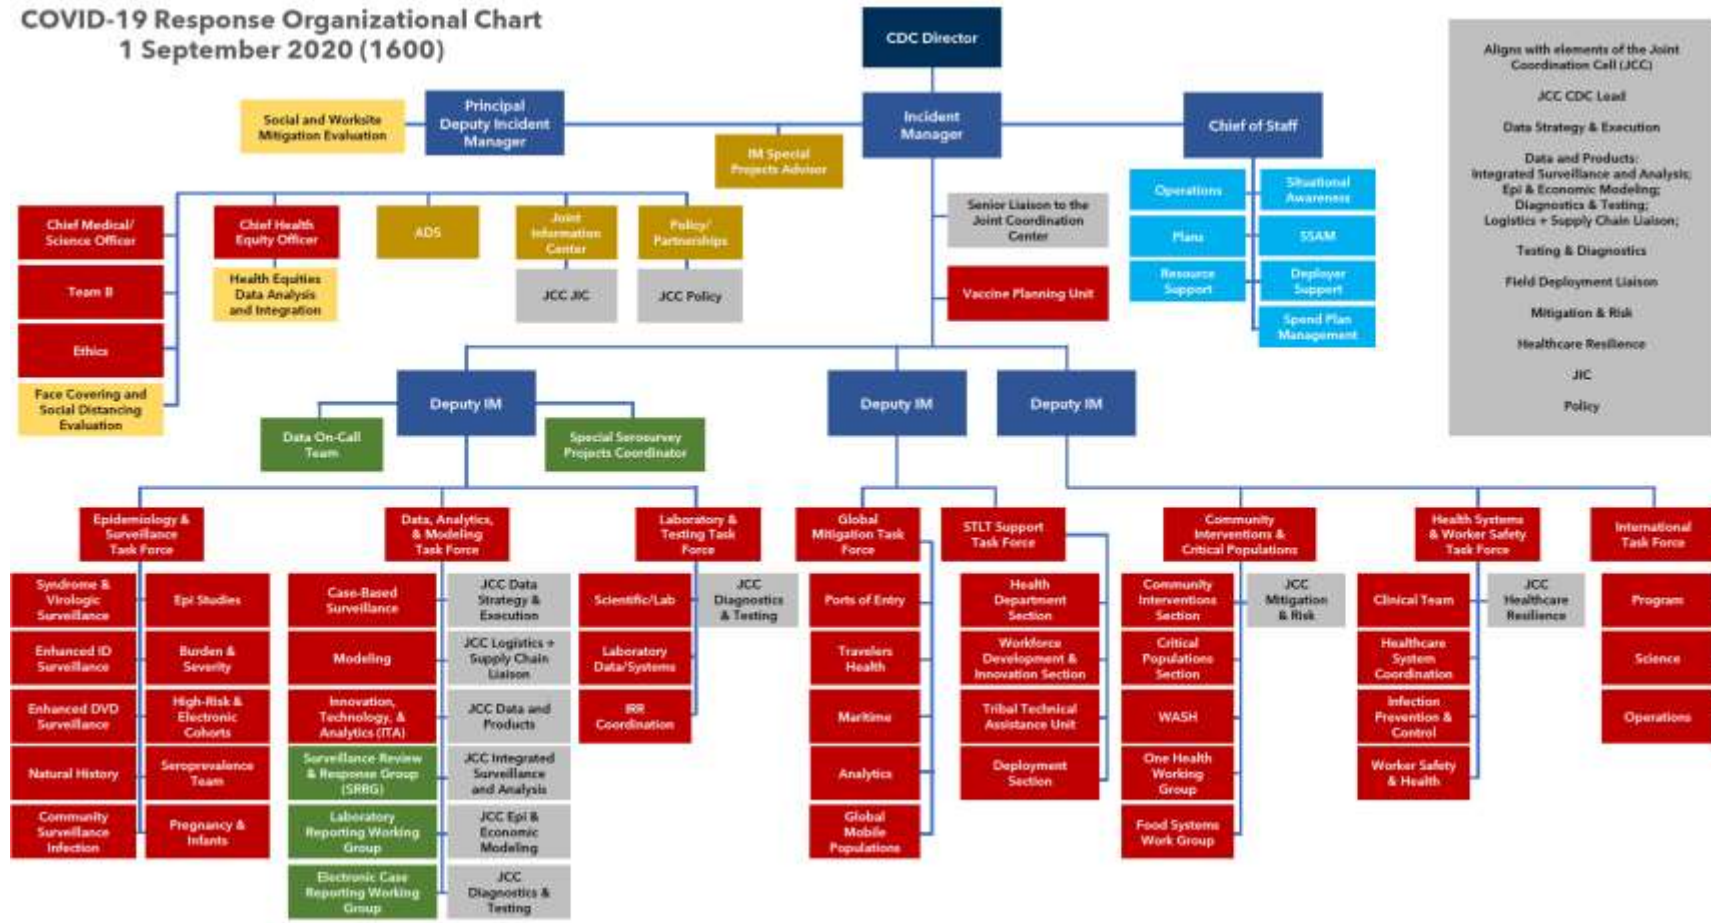 COVID-19 Response Organizational Chart
1 September 2020 (1600)
CDC Director
Aligns with elements of the Joint
Coordination Cell (JCC)
JCC CDC Lead
Data Strategy & Execution
Data and Products:
Integrated Surveillance and Analysis;
Epi & Economic Modeling;
Diagnostics & Testing;
Logistics + Supply Chain Liaison;
Testing & Diagnostics
Field Deployment Liaison
Mitigation & Risk
Healthcare Resilience
JIC
Policy
Social and Worksite
Mitigation Evaluation
Principal
Deputy Incident
Manager
IM Special
Projects Advisor
Incident
Manager
Chief of Staff
Operations
Situational
Awareness
Plans
SSAM
Resource
Support
Deployer
Support
Spend Plan
Management
Senior Liaison to the
Joint Coordination
Center
Vaccine Planning Unit
Chief Medical/
Science Officer
Team B
Ethics
Face Covering and
Social Distancing
Evaluation
Chief Health
Equity Officer
Health Equities
Data Analysis
and Integration
ADS
Joint
Information
Center
JCC JIC
Policy/
Partnerships
JCC Policy
Deputy IM
Data On-Call
Team
Special Serosurvey
Projects Coordinator
Deputy IM
Deputy IM
Epidemiology &
Surveillance
Task Force
Syndrome &
Virologic
Surveillance
Epi Studies
Enhanced ID
Surveillance
Burden &
Severity
Enhanced DVD
Surveillance
High-Risk &
Electronic
Cohorts
Natural History
Seroprevalence
Team
Community
Surveillance
Infection
Pregnancy &
Infants
Data, Analytics,
& Modeling
Task Force
Case-Based
Surveillance
JCC Data
Strategy &
Execution
Modeling
JCC Logistics +
Supply Chain
Liaison
Innovation,
Technology, &
Analytics (ITA)
JCC Data and
Products
Surveillance Review
& Response Group
(SRRG)
JCC Integrated
Surveillance
and Analysis
Laboratory
Reporting Working
Group
JCC Epi &
Economic
Modeling
Electronic Case
Reporting Working
Group
JCC
Diagnostics &
Testing
Laboratory &
Testing Task
Force
Scientific/Lab
JCC
Diagnostics
& Testing
Laboratory
Data/Systems
IRR
Coordination
Global
Mitigation Task
Force
Ports of Entry
Travelers
Health
Maritime
Analytics
Global
Mobile
Populations
STLT Support
Task Force
Health
Department
Section
Workforce
Development &
Innovation Section
Tribal Technical
Assistance Unit
Deployment
Section
Community
Interventions &
Critical Populations
Community
Interventions
Section
JCC
Mitigation
& Risk
Critical
Populations
Section
WASH
One Health
Working
Group
Food Systems
Work Group
Health Systems
& Worker Safety
Task Force
Clinical Team
JCC
Healthcare
Resilience
Healthcare
System
Coordination
Infection
Prevention &
Control
Worker Safety
& Health
International
Task Force
Program
Science
Operations